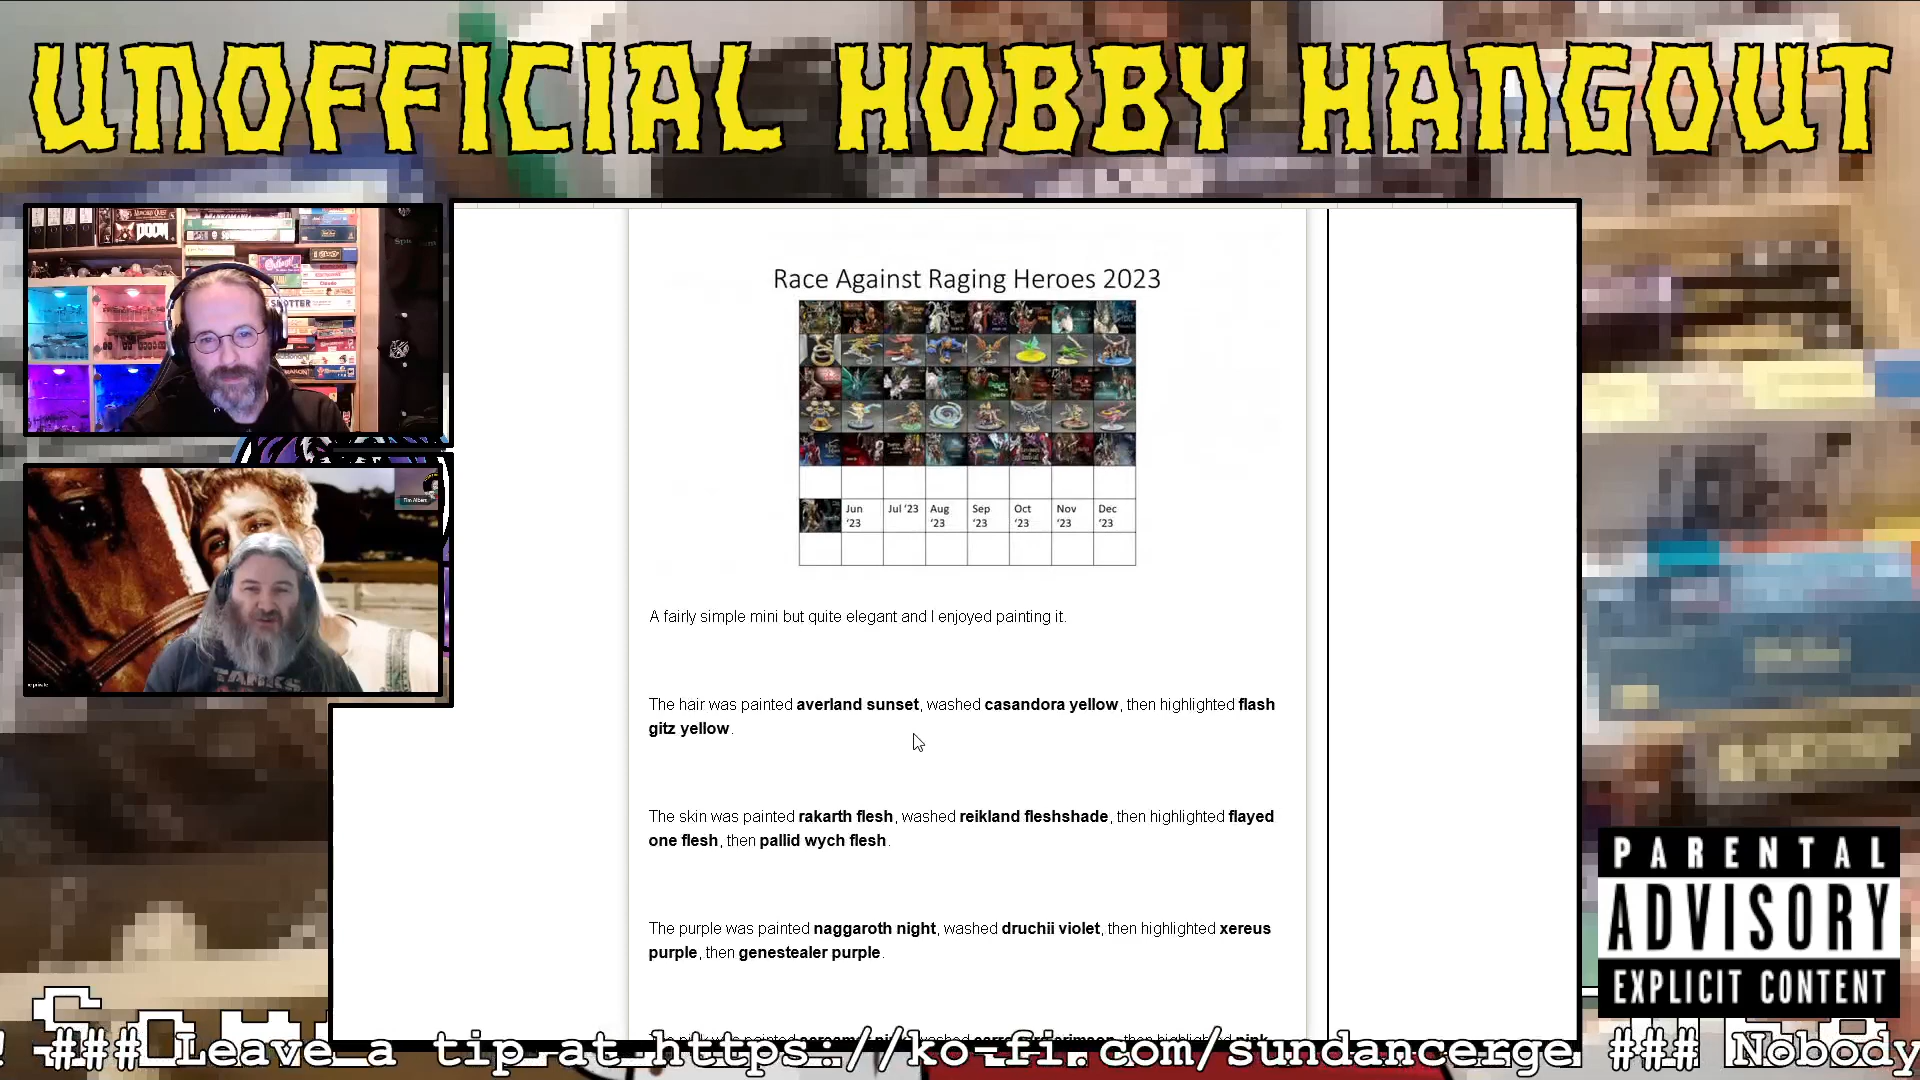 UNOFFICIAL HOBBY HANGOUT
DOOM
Tim Albers
TANKS
Race Against Raging Heroes 2023
Jun '23
Jul '23
Aug '23
Sep '23
Oct '23
Nov '23
Dec '23
A fairly simple mini but quite elegant and I enjoyed painting it.
The hair was painted averland sunset, washed casandora yellow, then highlighted flash
gitz yellow.
The skin was painted rakarth flesh, washed reikland fleshshade, then highlighted flayed
one flesh, then pallid wych flesh.
The purple was painted naggaroth night, washed druchii violet, then highlighted xereus
purple, then genestealer purple.
PARENTAL
ADVISORY
EXPLICIT CONTENT
! ### Leave a tip at https://ko-fi.com/sundancerge ### Nobody